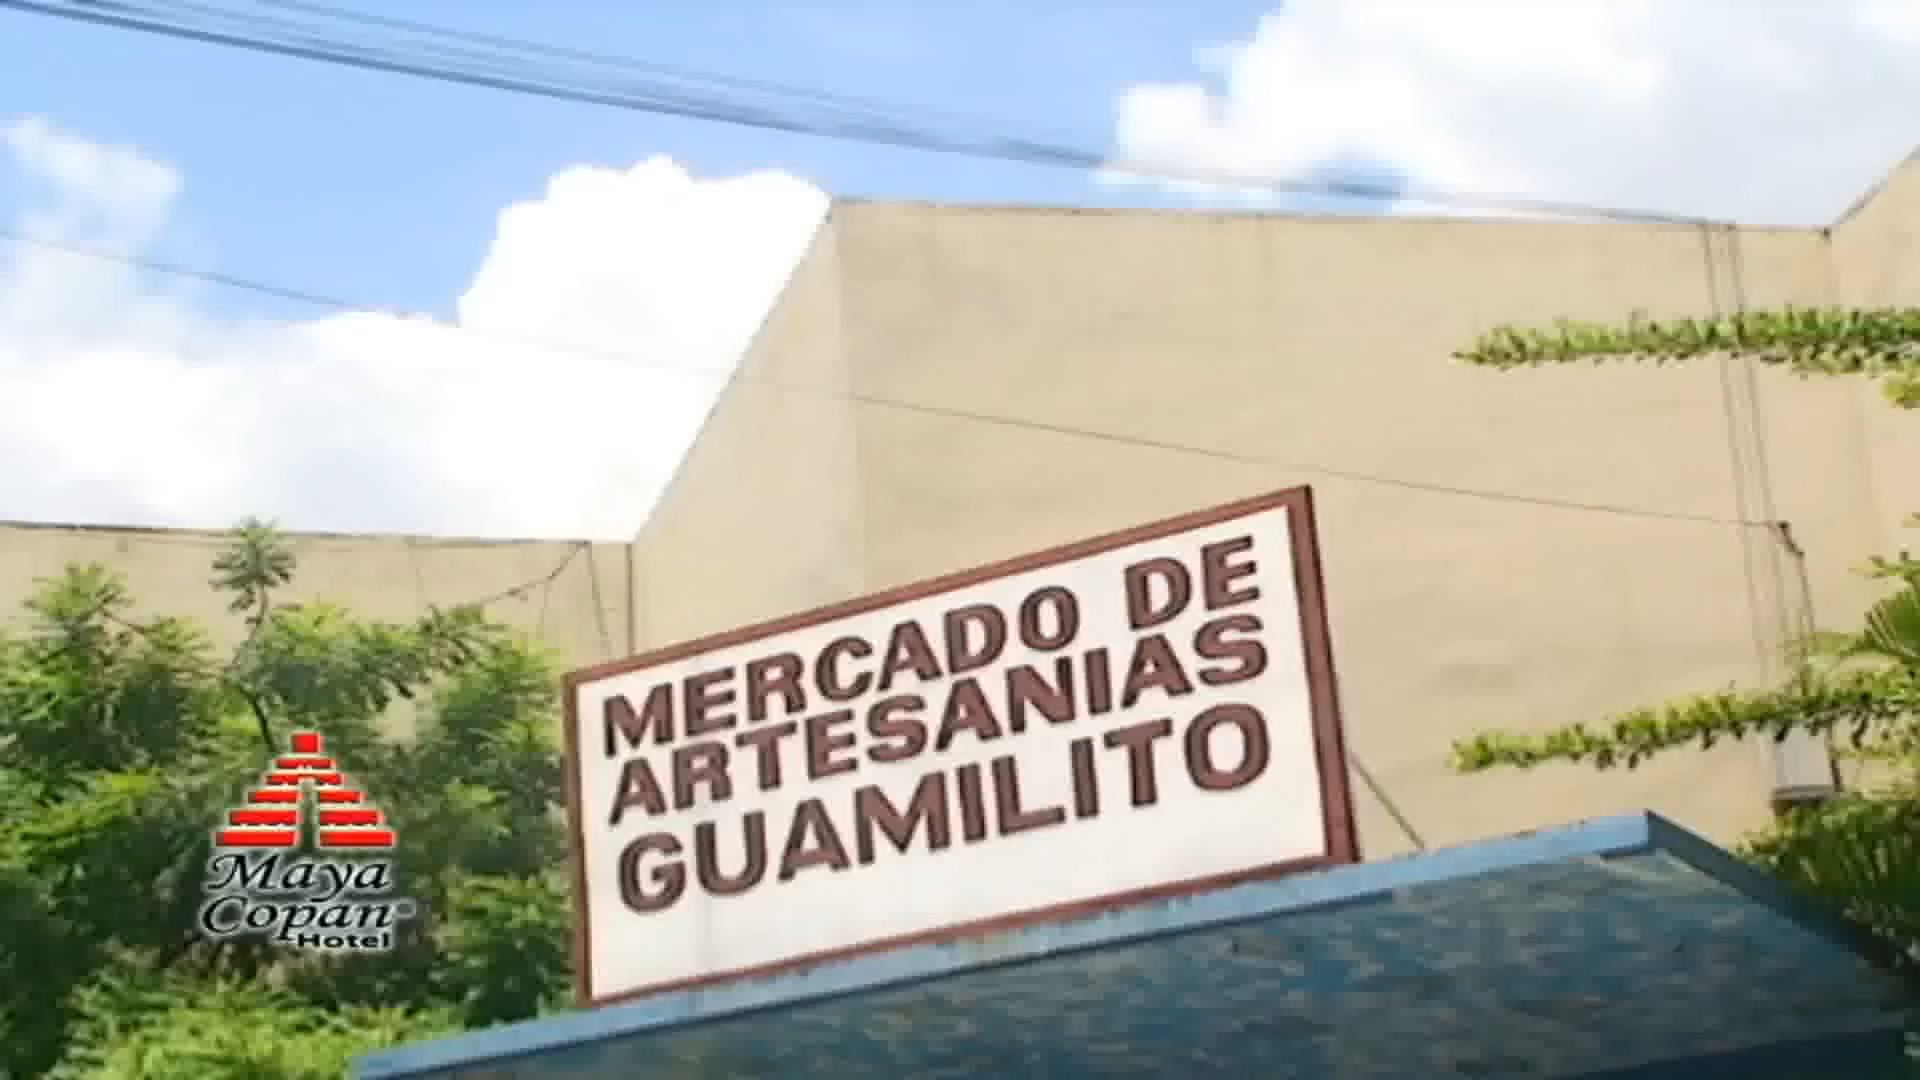 MERCADO DE
ARTESANIAS
GUAMILITO
Maya
Copan
Hotel